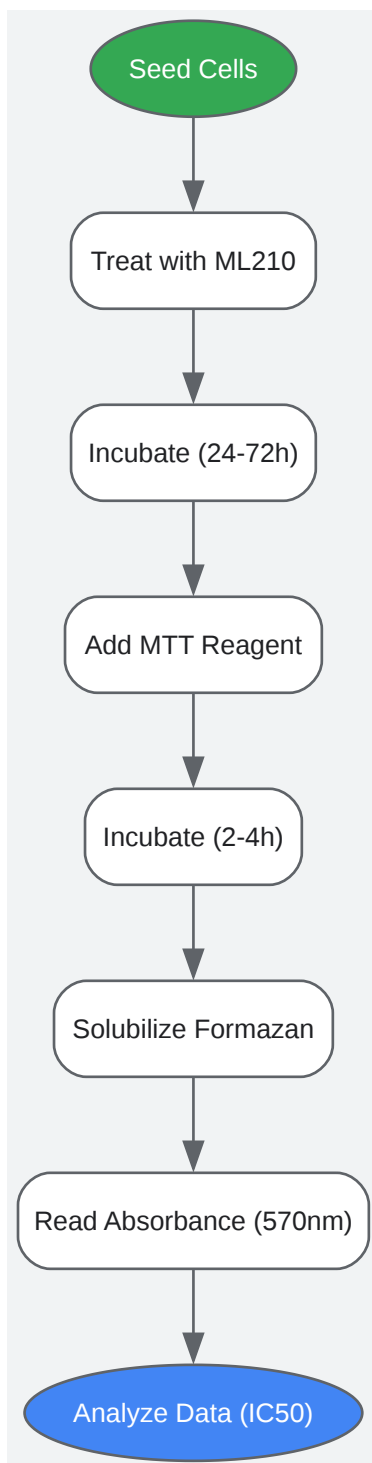 Seed Cells
Treat with ML210
Incubate (24-72h)
Add MTT Reagent
Incubate (2-4h)
Solubilize Formazan
Read Absorbance (570nm)
Analyze Data (IC50)